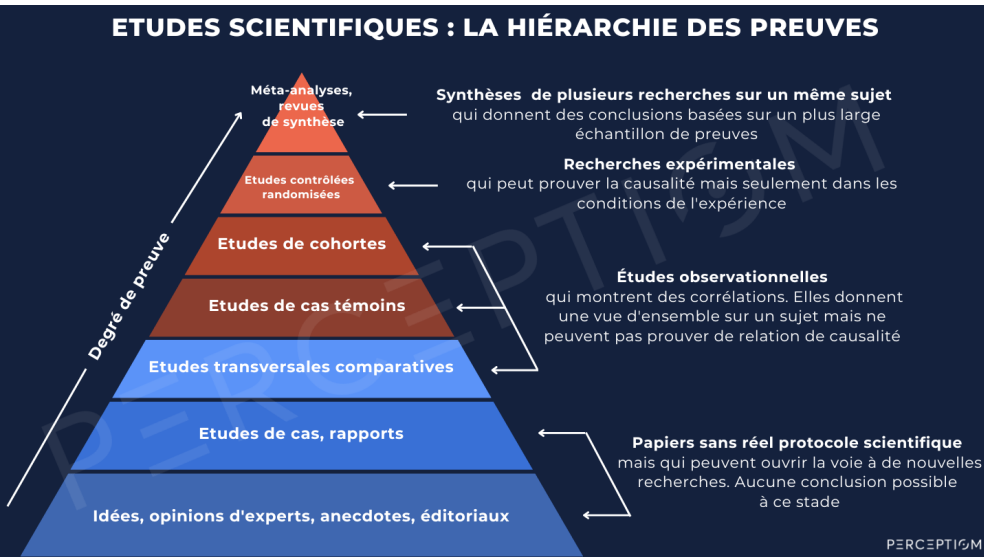 ETUDES SCIENTIFIQUES : LA HIÉRARCHIE DES PREUVES
Méta-analyses,
revues
de synthèse
Synthèses de plusieurs recherches sur un même sujet
qui donnent des conclusions basées sur un plus large
échantillon de preuves
Etudes contrôlées
randomisées
Recherches expérimentales
qui peut prouver la causalité mais seulement dans les
conditions de l'expérience
Degré de preuve
Etudes de cohortes
Etudes de cas témoins
Etudes transversales comparatives
Études observationnelles
qui montrent des corrélations. Elles donnent
une vue d'ensemble sur un sujet mais ne
peuvent pas prouver de relation de causalité
Etudes de cas, rapports
Idées, opinions d'experts, anecdotes, éditoriaux
Papiers sans réel protocole scientifique
mais qui peuvent ouvrir la voie à de nouvelles
recherches. Aucune conclusion possible
à ce stade
PERCEPTIOM
PERCEPTIOM